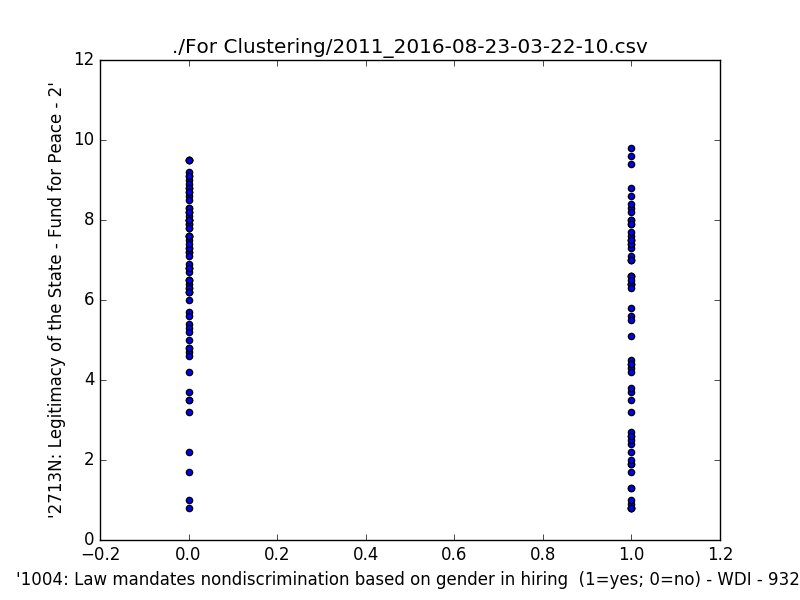 ./For Clustering/2011_2016-08-23-03-22-10.csv
'2713N: Legitimacy of the State - Fund for Peace - 2'
12
10
8
6
4
2
0
−0.2 0.0 0.2 0.4 0.6 0.8 1.0 1.2
'1004: Law mandates nondiscrimination based on gender in hiring  (1=yes; 0=no) - WDI - 932